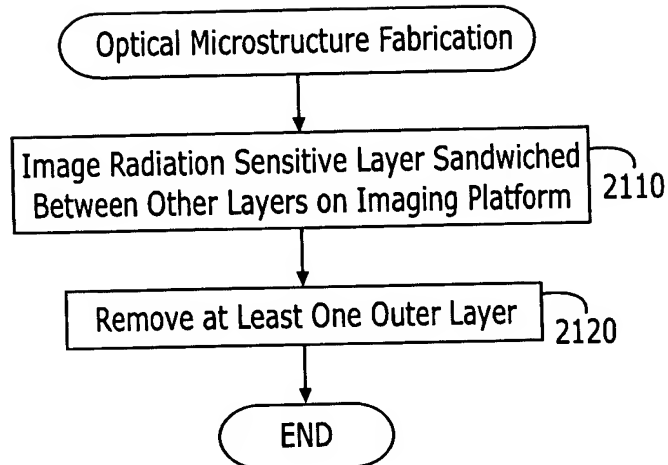 Optical Microstructure Fabrication
Image Radiation Sensitive Layer Sandwiched
Between Other Layers on Imaging Platform
2110
Remove at Least One Outer Layer
2120
END